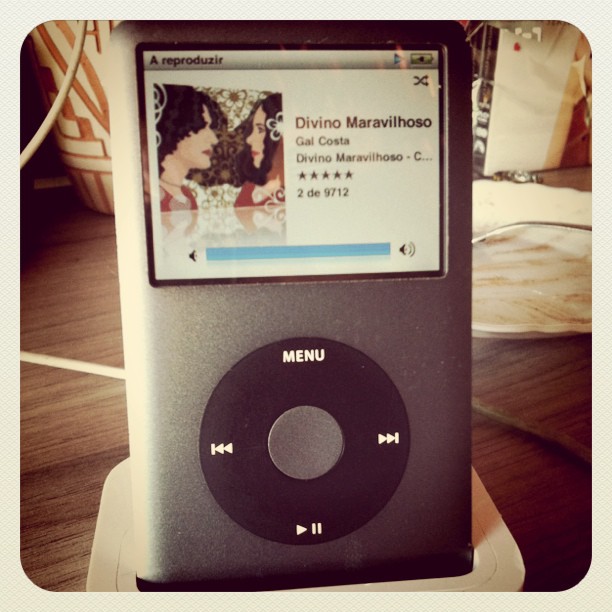 A reproduzir
Divino Maravilhoso
Gal Costa
Divino Maravilhoso - C...
★★★★★
2 de 9712
MENU